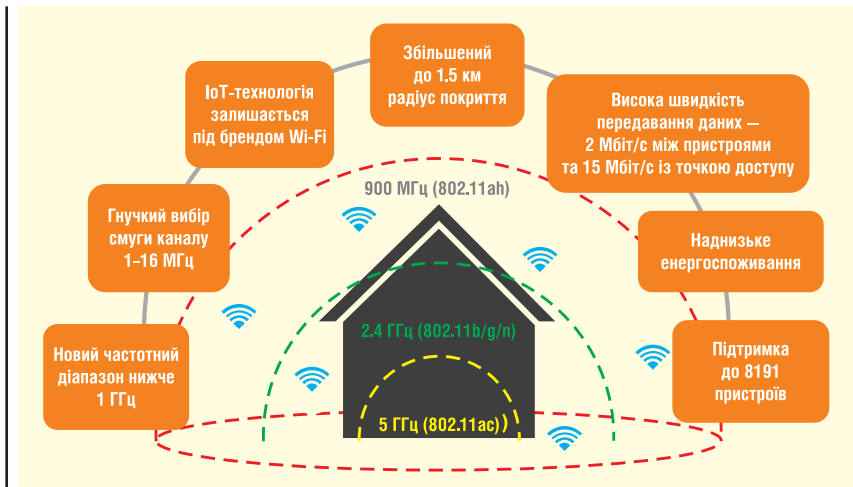 Збільшений
до 1.5 км
радіус покриття
IoT-технологія
залишається
під брендом Wi-Fi
Висока швидкість
передавання даних —
2 Мбіт/с між пристроями
та 15 Мбіт/с із точкою доступу
Гнучкий вибір
смуги каналу
1–16 МГц
900 МГц (802.11ah)
Наднизьке
енергоспоживання
Новий частотний
діапазон нижче
1 ГГц
2.4 ГГц (802.11b/g/n)
Підтримка
до 8191
пристроїв
5 ГГц (802.11ac) )